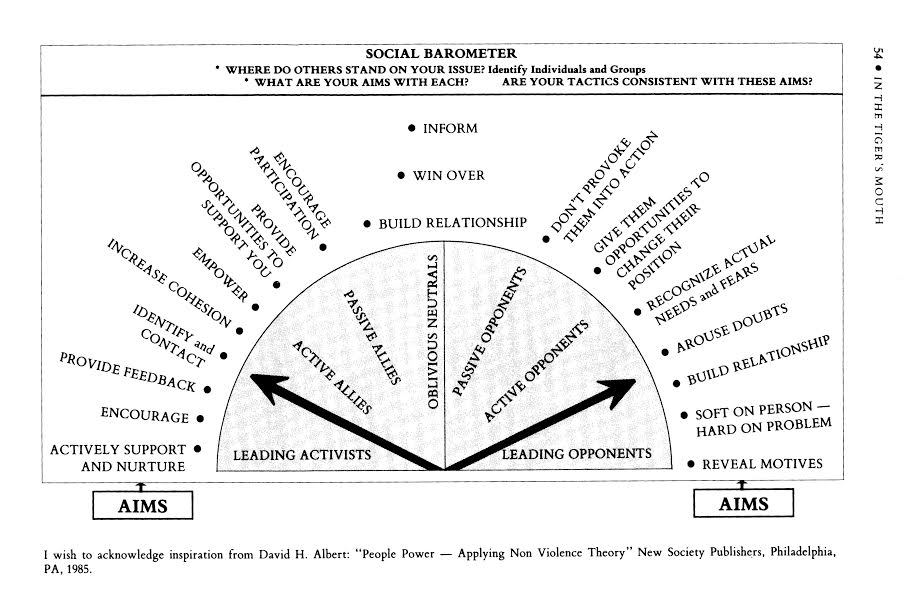 SOCIAL BAROMETER
* WHERE DO OTHERS STAND ON YOUR ISSUE? Identify Individuals and Groups
* WHAT ARE YOUR AIMS WITH EACH? ARE YOUR TACTICS CONSISTENT WITH THESE AIMS?
54 • IN THE TIGER'S MOUTH
• INFORM
• WIN OVER
• BUILD RELATIONSHIP
ENCOURAGE
PARTICIPATION •
PROVIDE
OPPORTUNITIES TO
SUPPORT YOU •
EMPOWER •
INCREASE COHESION •
IDENTIFY and
CONTACT •
PROVIDE FEEDBACK •
ENCOURAGE •
ACTIVELY SUPPORT •
AND NURTURE
• DON'T PROVOKE
THEM INTO ACTION
• GIVE THEM
OPPORTUNITIES TO
CHANGE THEIR
POSITION
• RECOGNIZE ACTUAL
NEEDS and FEARS
• AROUSE DOUBTS
• BUILD RELATIONSHIP
• SOFT ON PERSON —
HARD ON PROBLEM
• REVEAL MOTIVES
LEADING ACTIVISTS
ACTIVE ALLIES
PASSIVE ALLIES
OBLIVIOUS NEUTRALS
PASSIVE OPPONENTS
ACTIVE OPPONENTS
LEADING OPPONENTS
AIMS
AIMS
I wish to acknowledge inspiration from David H. Albert: "People Power — Applying Non Violence Theory" New Society Publishers, Philadelphia,
PA, 1985.